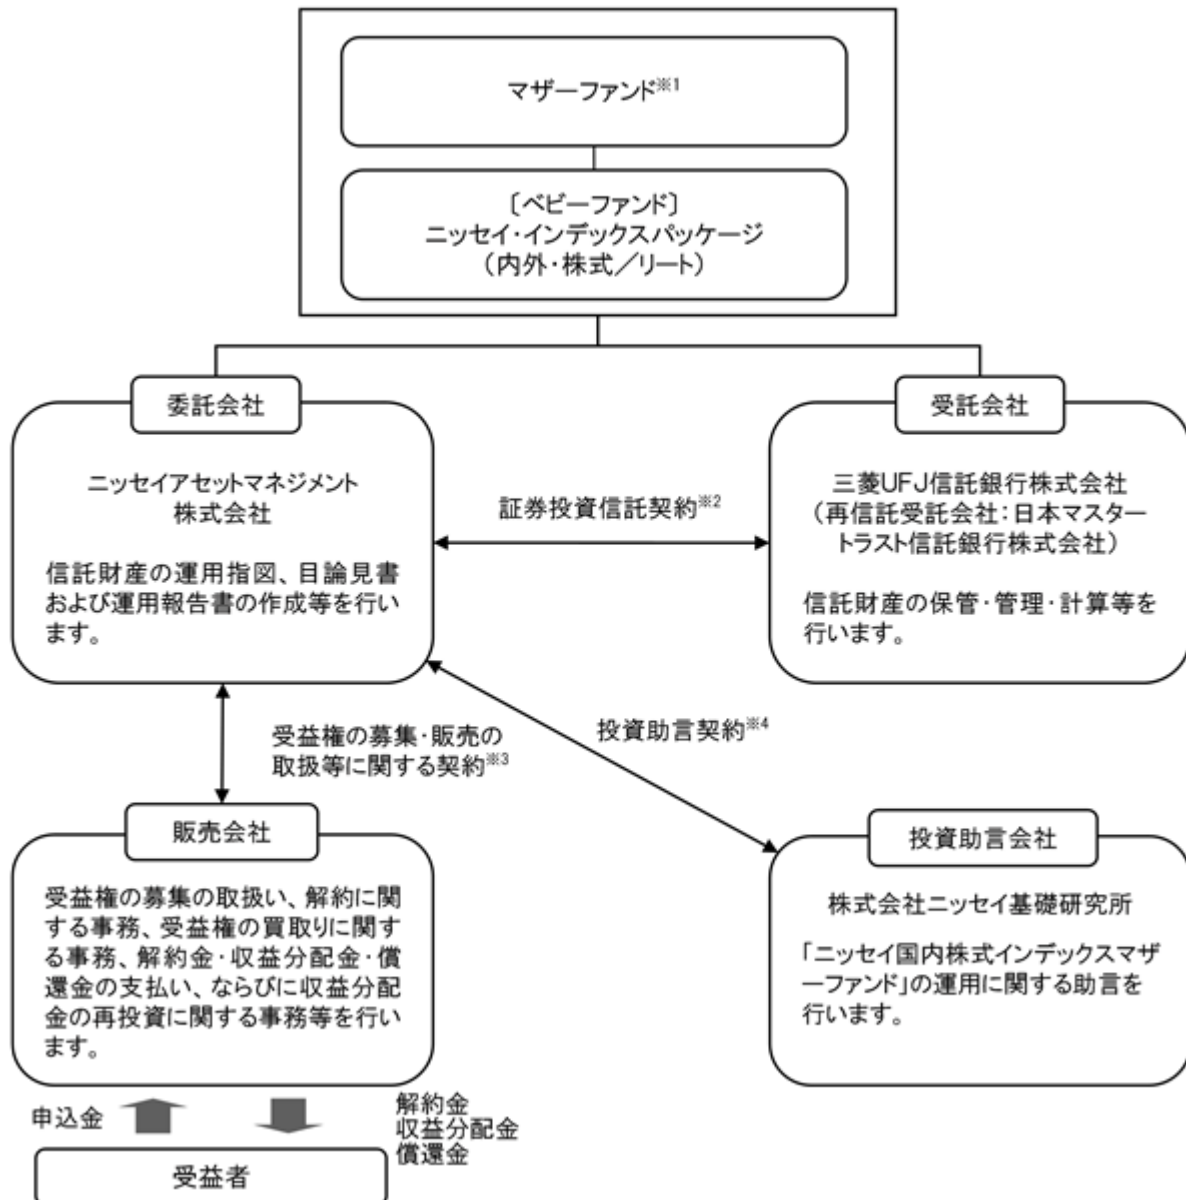 マザーファンド※1
〔ベビーファンド〕
ニッセイ・インデックスパッケージ
（内外・株式／リート）
委託会社
ニッセイアセットマネジメント
株式会社
信託財産の運用指図、目論見書
および運用報告書の作成等を行い
ます。
証券投資信託契約※2
受託会社
三菱UFJ信託銀行株式会社
（再信託受託会社：日本マスター
トラスト信託銀行株式会社）
信託財産の保管・管理・計算等を
行います。
受益権の募集・販売の
取扱等に関する契約※3
投資助言契約※4
販売会社
受益権の募集の取扱い、解約に関
する事務、受益権の買取りに関す
る事務、解約金・収益分配金・償
還金の支払い、ならびに収益分配
金の再投資に関する事務等を行い
ます。
投資助言会社
株式会社ニッセイ基礎研究所
「ニッセイ国内株式インデックスマザ
ーファンド」の運用に関する助言を
行います。
申込金
解約金
収益分配金
償還金
受益者